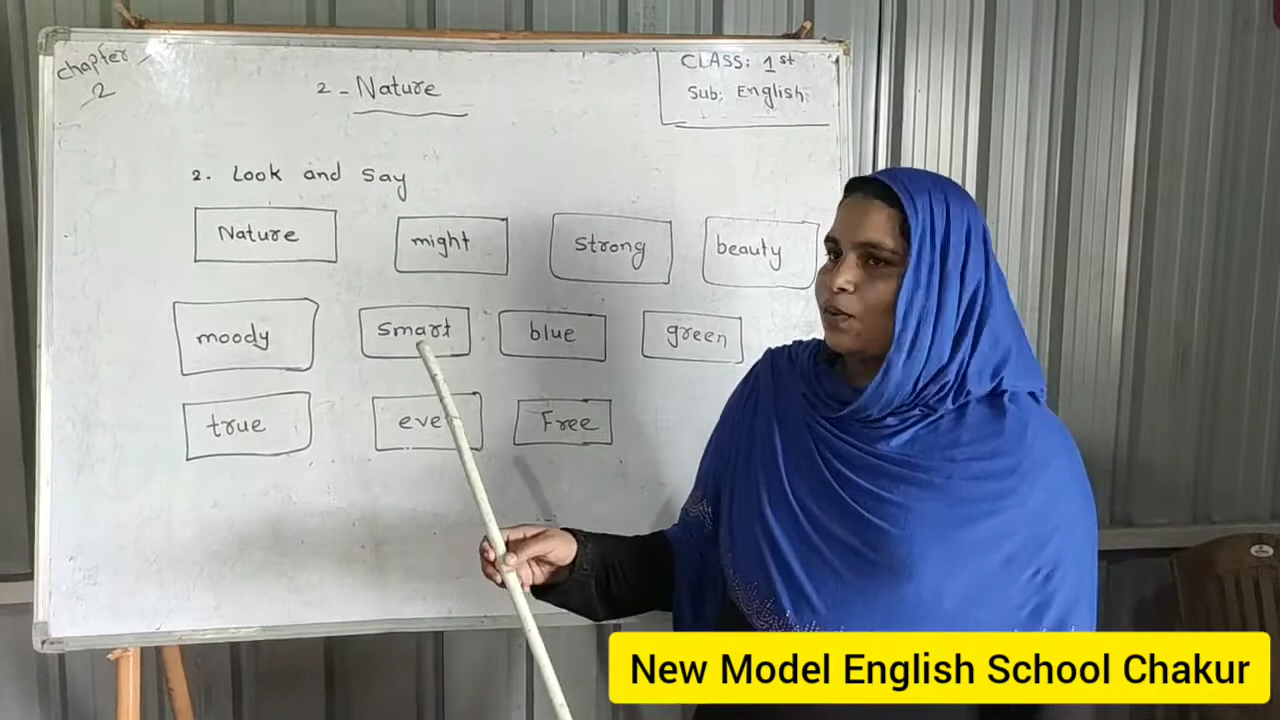 Chapter
2
2 - Nature
CLASS: 1st
Sub: English
2. Look and Say
Nature might strong beauty
moody Smart blue green
true Free
New Model English School Chakur